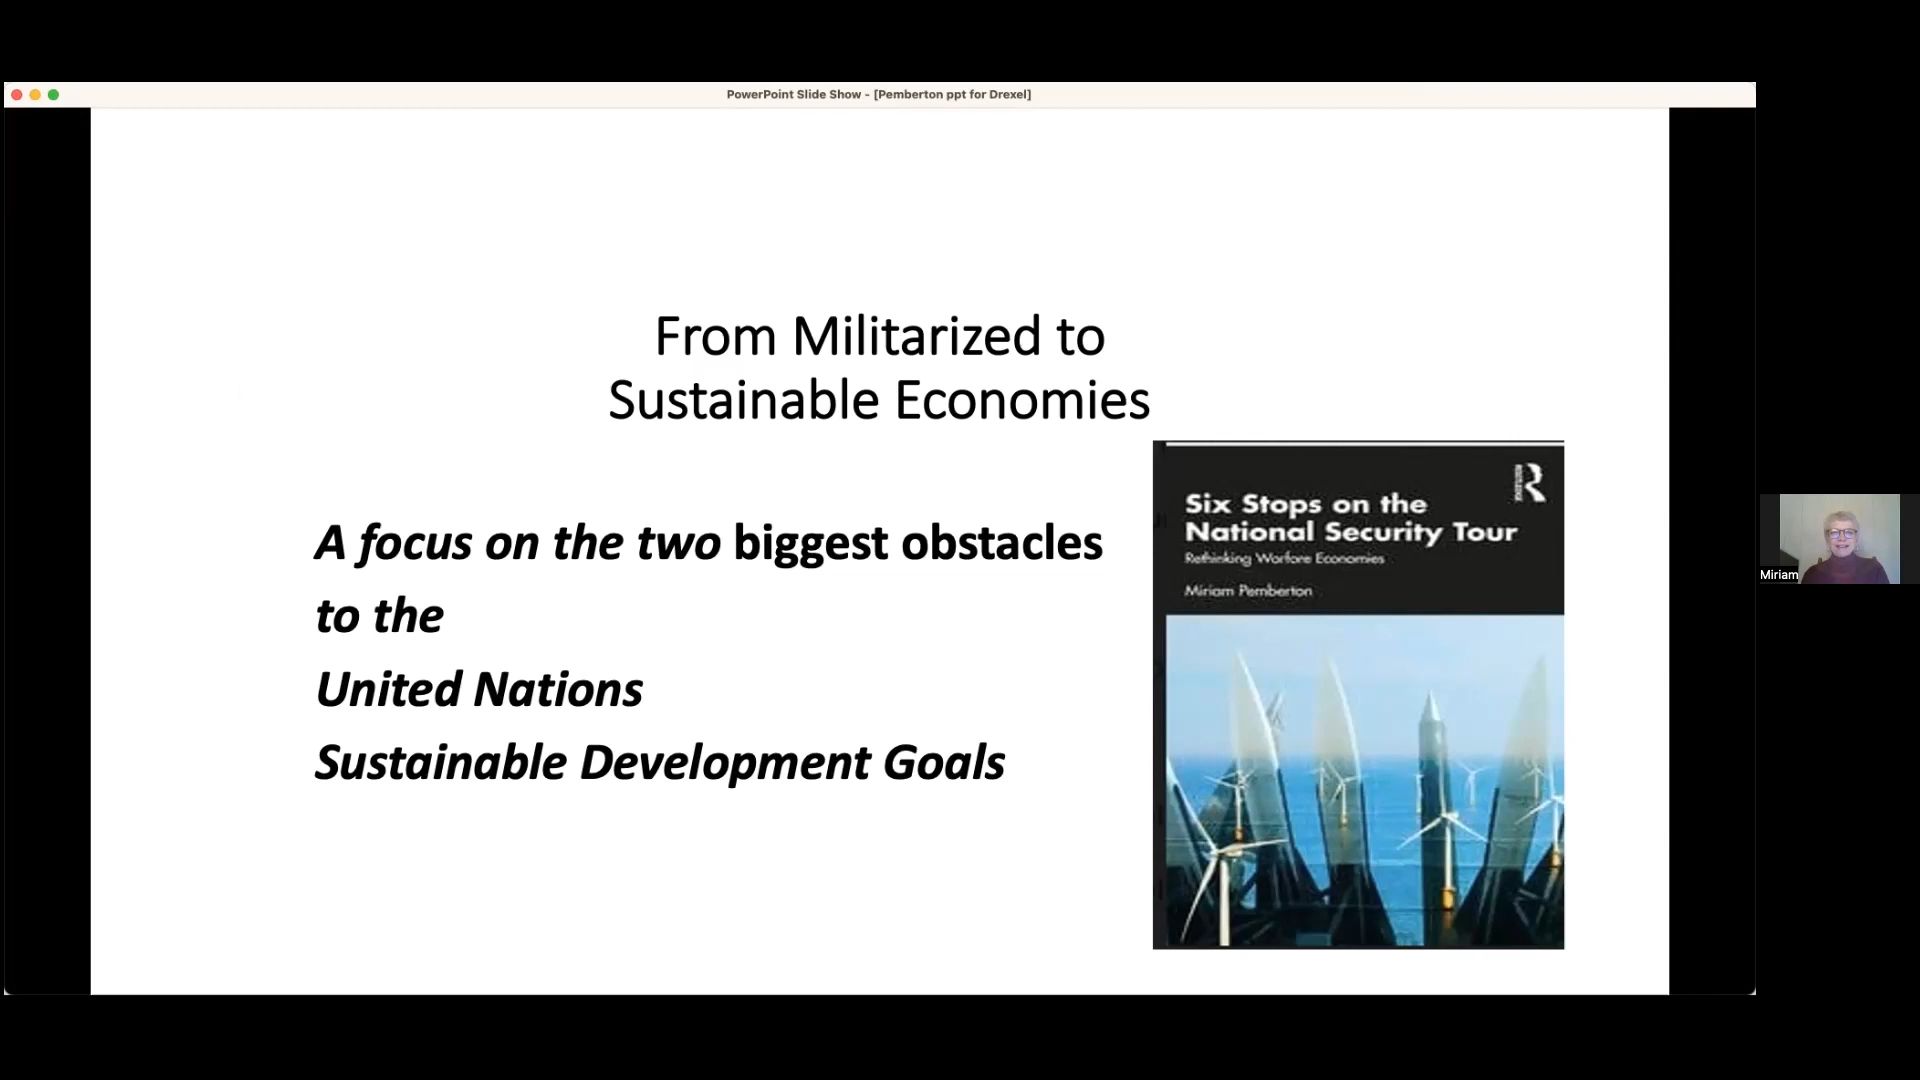 PowerPoint Slide Show - [Pemberton ppt for Drexel]
From Militarized to
Sustainable Economies
A focus on the two biggest obstacles
to the
United Nations
Sustainable Development Goals
R
ROUTLEDGE
Six Stops on the
National Security Tour
Rethinking Warfare Economies
Miriam Pemberton
Miriam